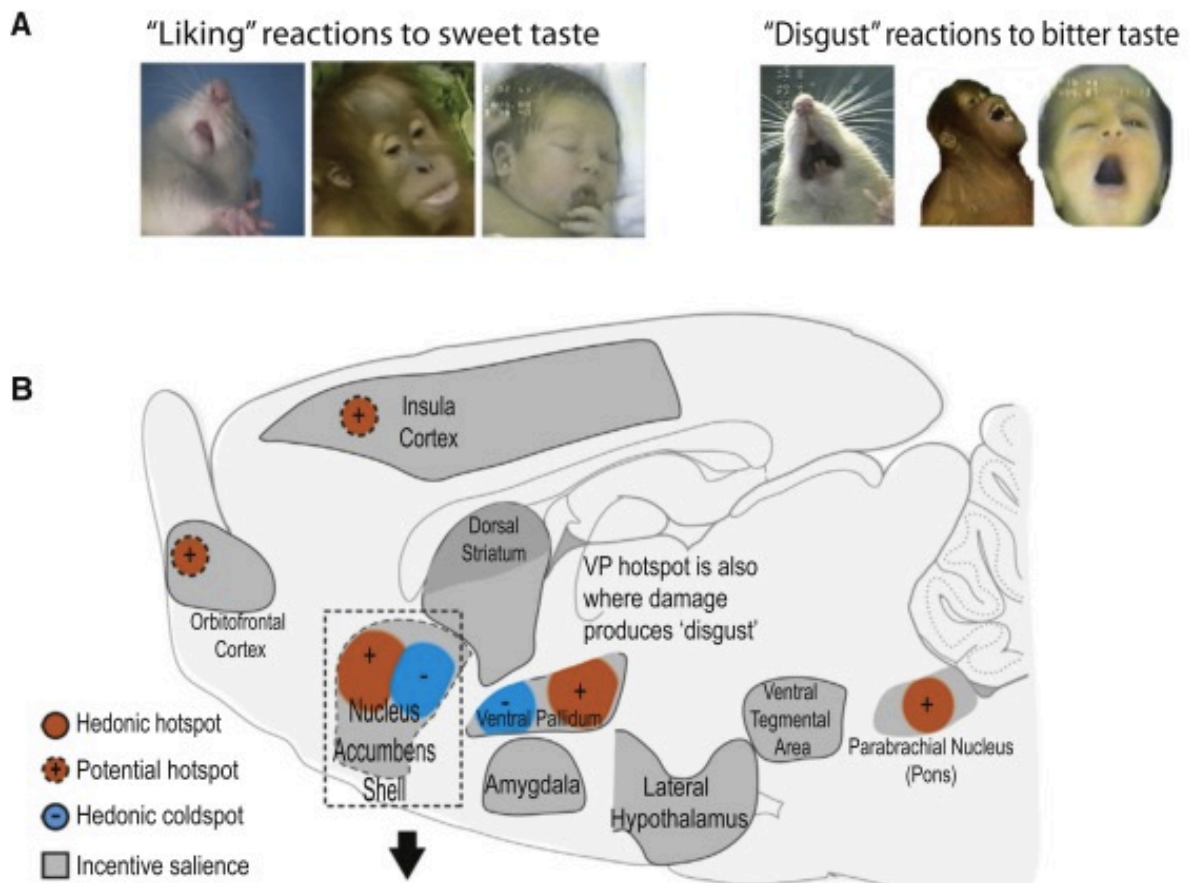 A
“Liking” reactions to sweet taste
“Disgust” reactions to bitter taste
B
Insula
Cortex
Dorsal
Striatum
VP hotspot is also
where damage
produces ‘disgust’
Orbitofrontal
Cortex
+
+
+
-
-
+
+
Nucleus
Accumbens
Shell
Ventral Pallidum
Amygdala
Lateral
Hypothalamus
Ventral
Tegmental
Area
Parabrachial Nucleus
(Pons)
+ Hedonic hotspot
+ Potential hotspot
- Hedonic coldspot
Incentive salience